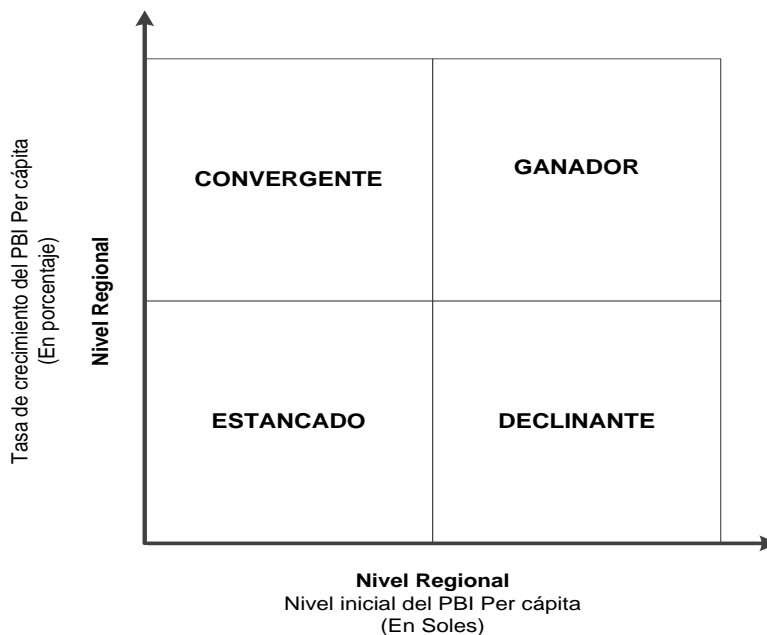 Tasa de crecimiento del PBI Per cápita
(En porcentaje)
Nivel Regional
CONVERGENTE
GANADOR
ESTANCADO
DECLINANTE
Nivel Regional
Nivel inicial del PBI Per cápita
(En Soles)